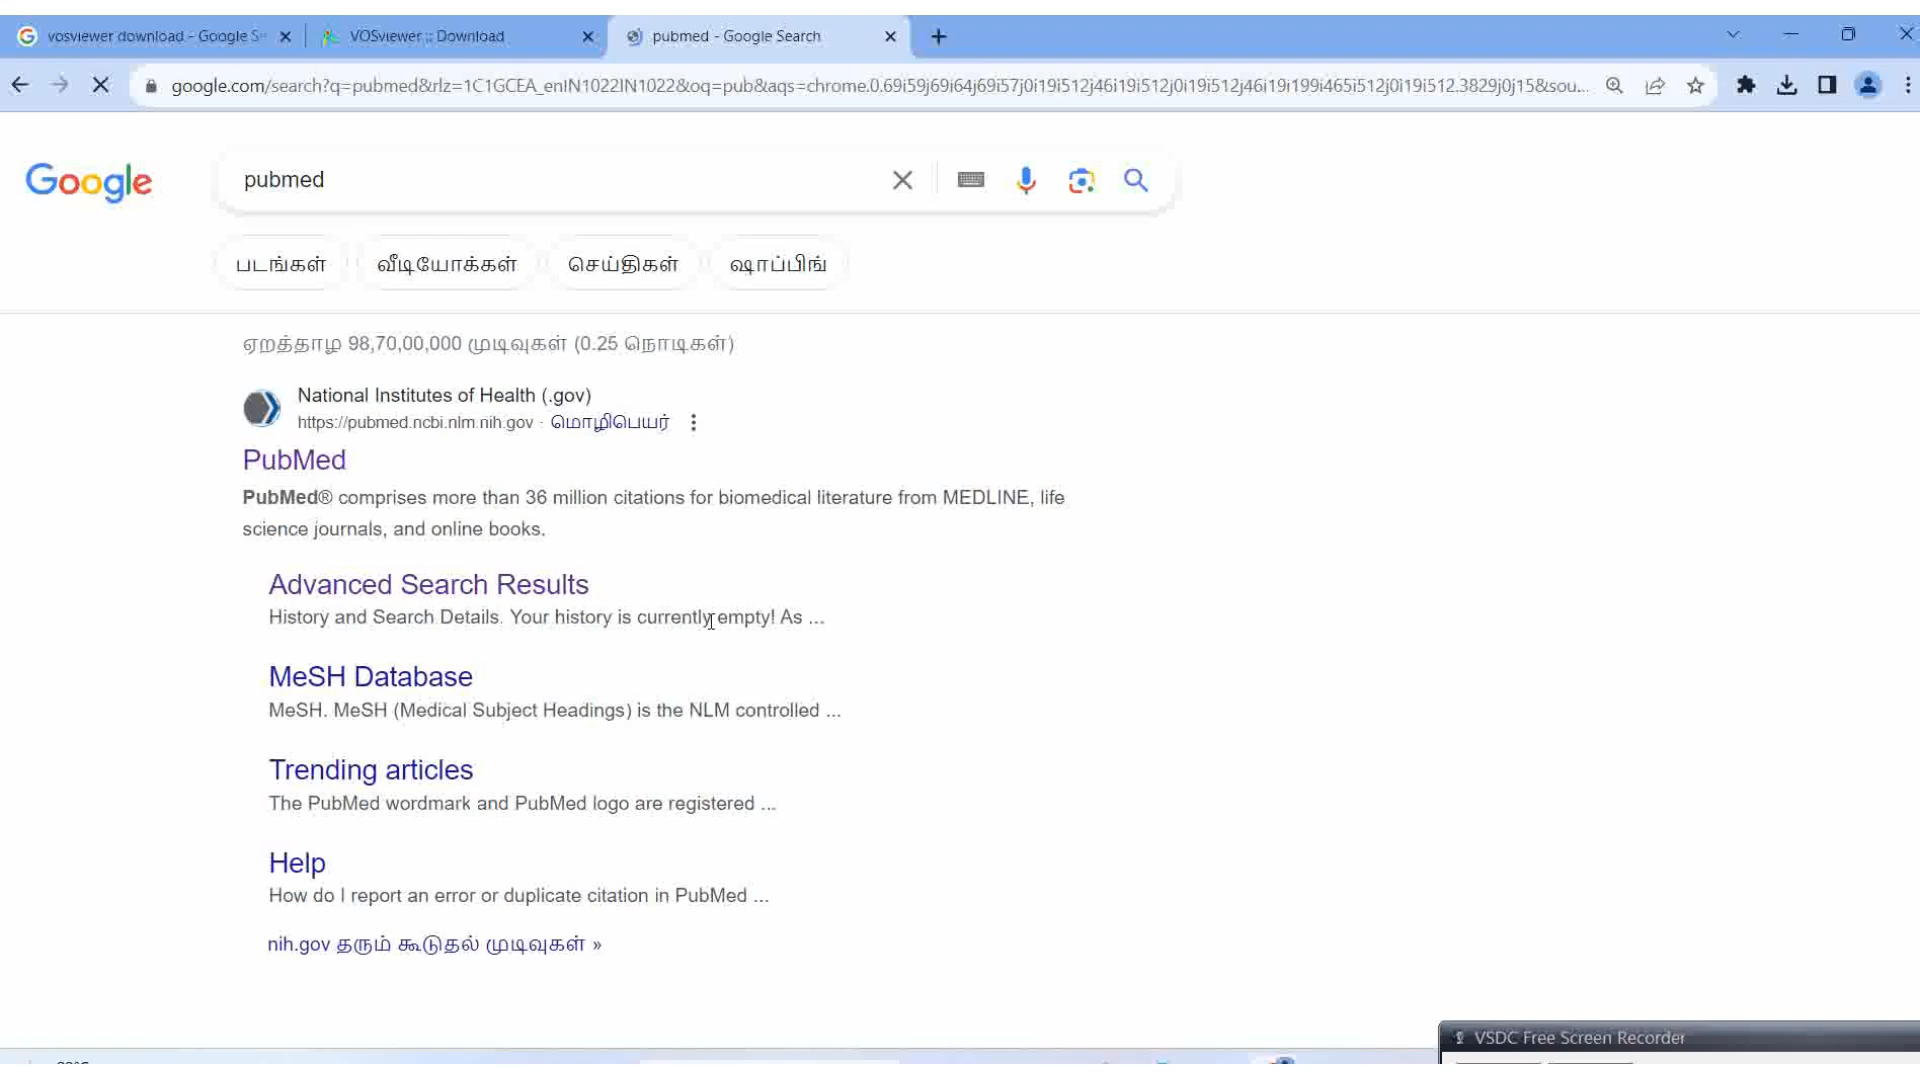 vosviewer download - Google S
VOSviewer :: Download
pubmed - Google Search
google.com/search?q=pubmed&rlz=1C1GCEA_enIN1022IN1022&oq=pub&aqs=chrome.0.69i59j69i64j69i57j0i19i512j46i19i512j0i19i512j46i19i199i465i512j0i19i512.3829j0j15&sou...
Google
pubmed
படங்கள்
வீடியோக்கள்
செய்திகள்
ஷாப்பிங்
ஏறத்தாழ 98,70,00,000 முடிவுகள் (0.25 நொடிகள்)
National Institutes of Health (.gov)
https://pubmed.ncbi.nlm.nih.gov · மொழிபெயர்
PubMed
PubMed® comprises more than 36 million citations for biomedical literature from MEDLINE, life
science journals, and online books.
Advanced Search Results
History and Search Details. Your history is currently empty! As ...
MeSH Database
MeSH. MeSH (Medical Subject Headings) is the NLM controlled ...
Trending articles
The PubMed wordmark and PubMed logo are registered ...
Help
How do I report an error or duplicate citation in PubMed ...
nih.gov தரும் கூடுதல் முடிவுகள் »
VSDC Free Screen Recorder